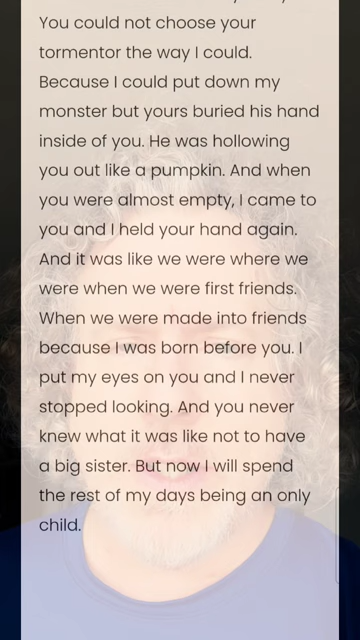 You could not choose your
tormentor the way I could.
Because I could put down my
monster but yours buried his hand
inside of you. He was hollowing
you out like a pumpkin. And when
you were almost empty, I came to
you and I held your hand again.
And it was like we were where we
were when we were first friends.
When we were made into friends
because I was born before you. I
put my eyes on you and I never
stopped looking. And you never
knew what it was like not to have
a big sister. But now I will spend
the rest of my days being an only
child.